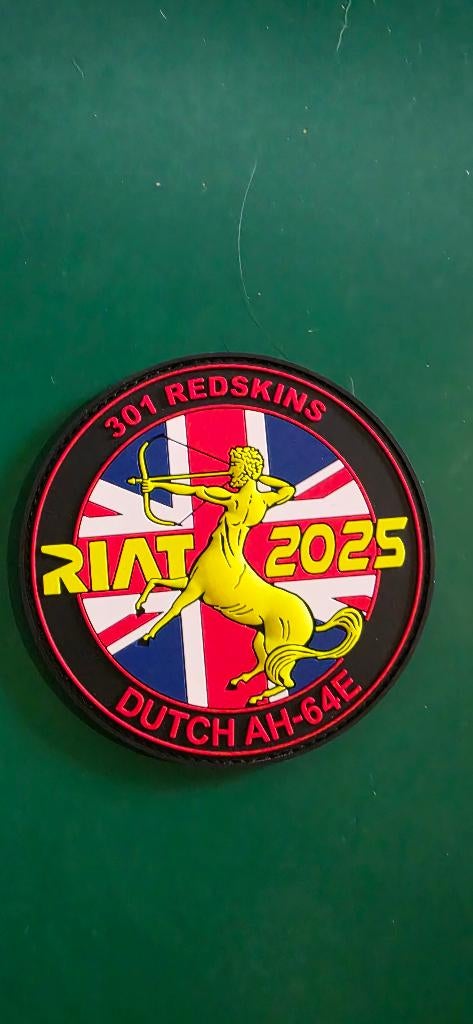 301 REDSKINS
RIAT 2025
DUTCH AH-64E